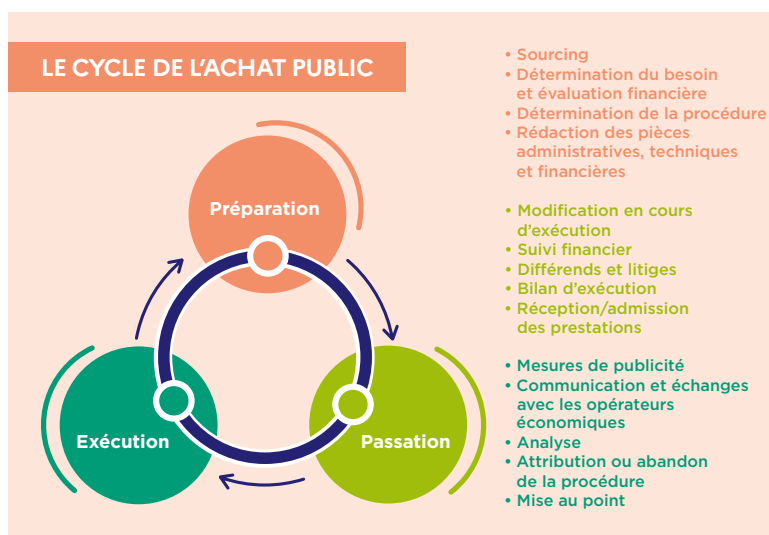 LE CYCLE DE L'ACHAT PUBLIC
Préparation
Exécution
Passation
• Sourcing
• Détermination du besoin
et évaluation financière
• Détermination de la procédure
• Rédaction des pièces
administratives, techniques
et financières
• Modification en cours
d'exécution
• Suivi financier
• Différends et litiges
• Bilan d'exécution
• Réception/admission
des prestations
• Mesures de publicité
• Communication et échanges
avec les opérateurs
économiques
• Analyse
• Attribution ou abandon
de la procédure
• Mise au point